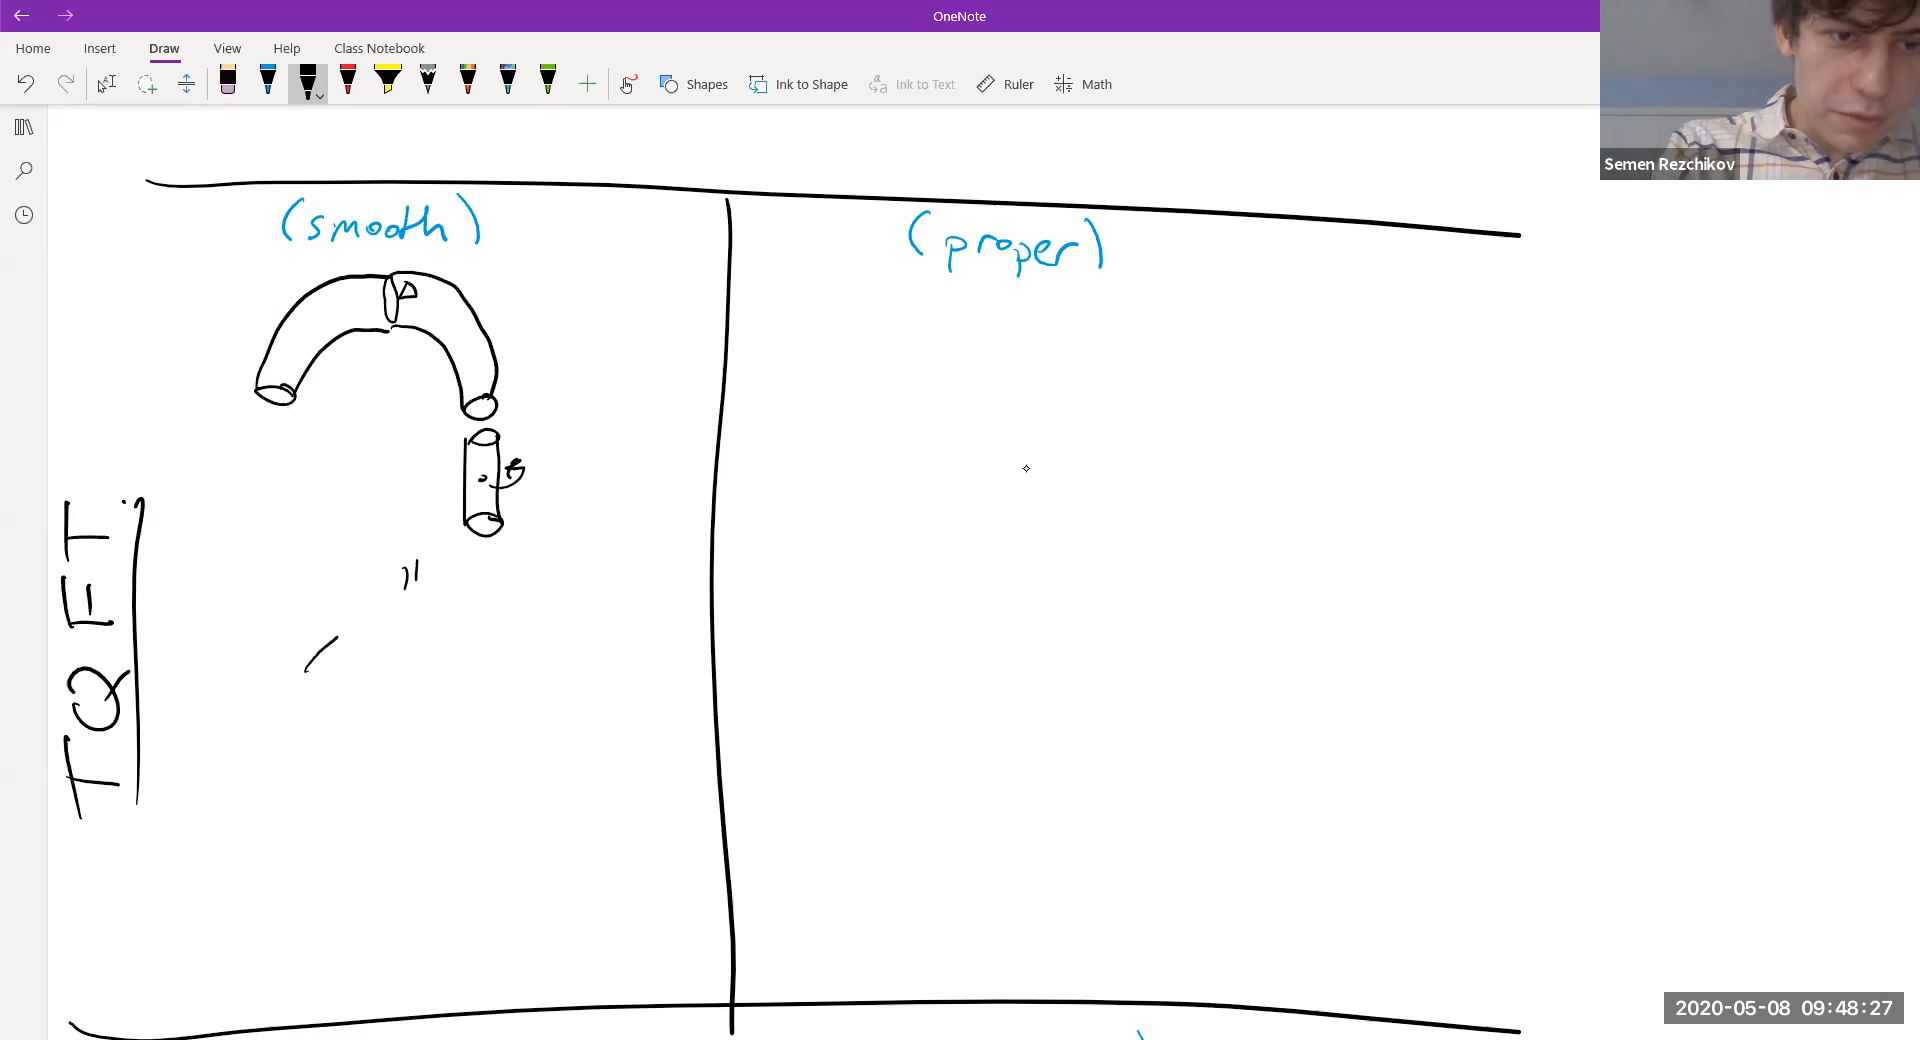 OneNote
Home Insert Draw View Help Class Notebook
Shapes Ink to Shape Ink to Text Ruler Math
Semen Rezchikov
(smooth) (proper)
TQFT
2020-05-08 09:48:27